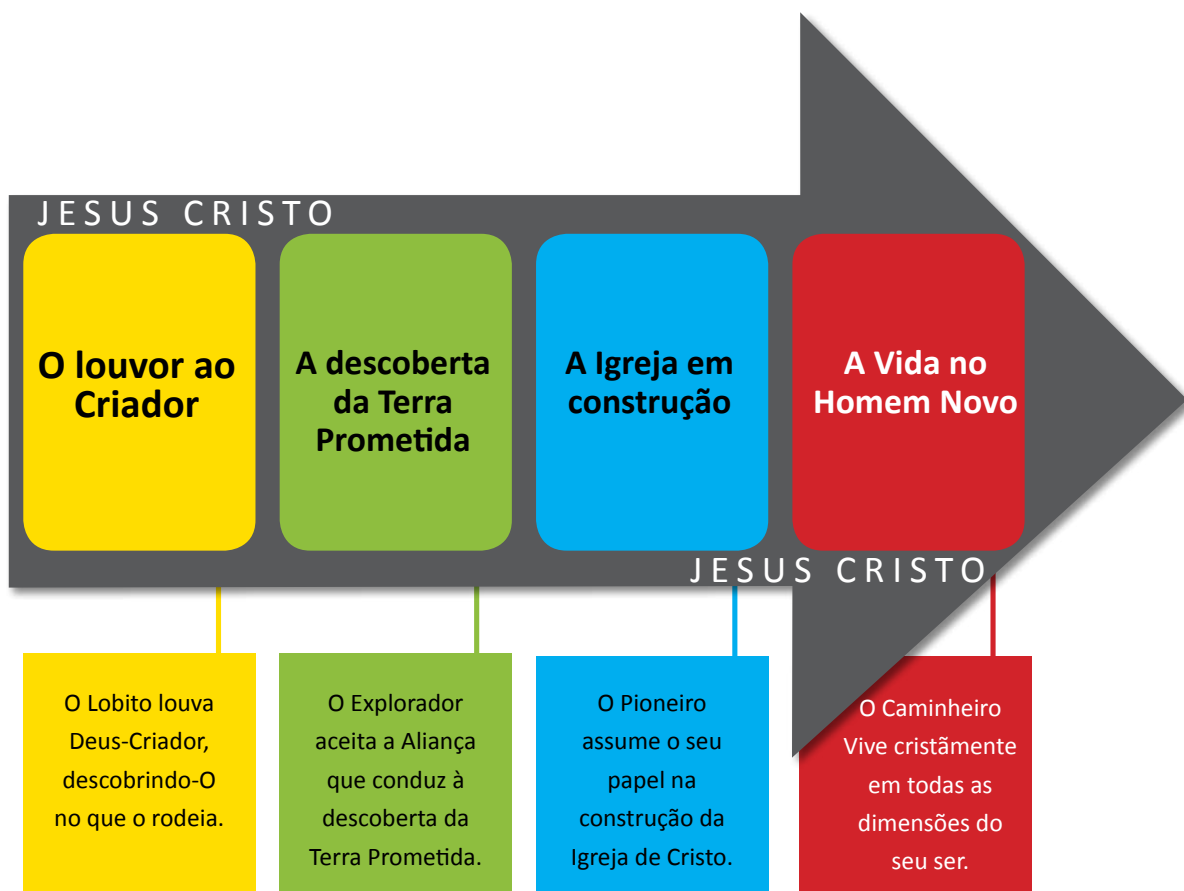 JESUS CRISTO
O louvor ao
Criador
A descoberta
da Terra
Prometida
A Igreja em
construção
A Vida no
Homem Novo
JESUS CRISTO
O Lobito louva
Deus-Criador,
descobrindo-O
no que o rodeia.
O Explorador
aceita a Aliança
que conduz à
descoberta da
Terra Prometida.
O Pioneiro
assume o seu
papel na
construção da
Igreja de Cristo.
O Caminheiro
Vive cristãmente
em todas as
dimensões do
seu ser.